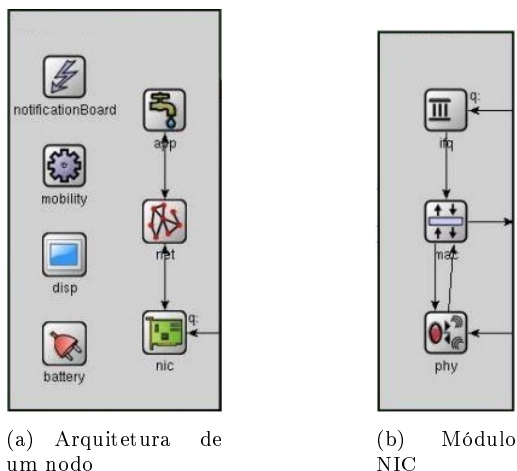 notificationBoard
app
mobility
net
disp
q:
nic
battery
(a) Arquitetura de
um nodo
q:
ifq
mac
phy
(b) Módulo
NIC